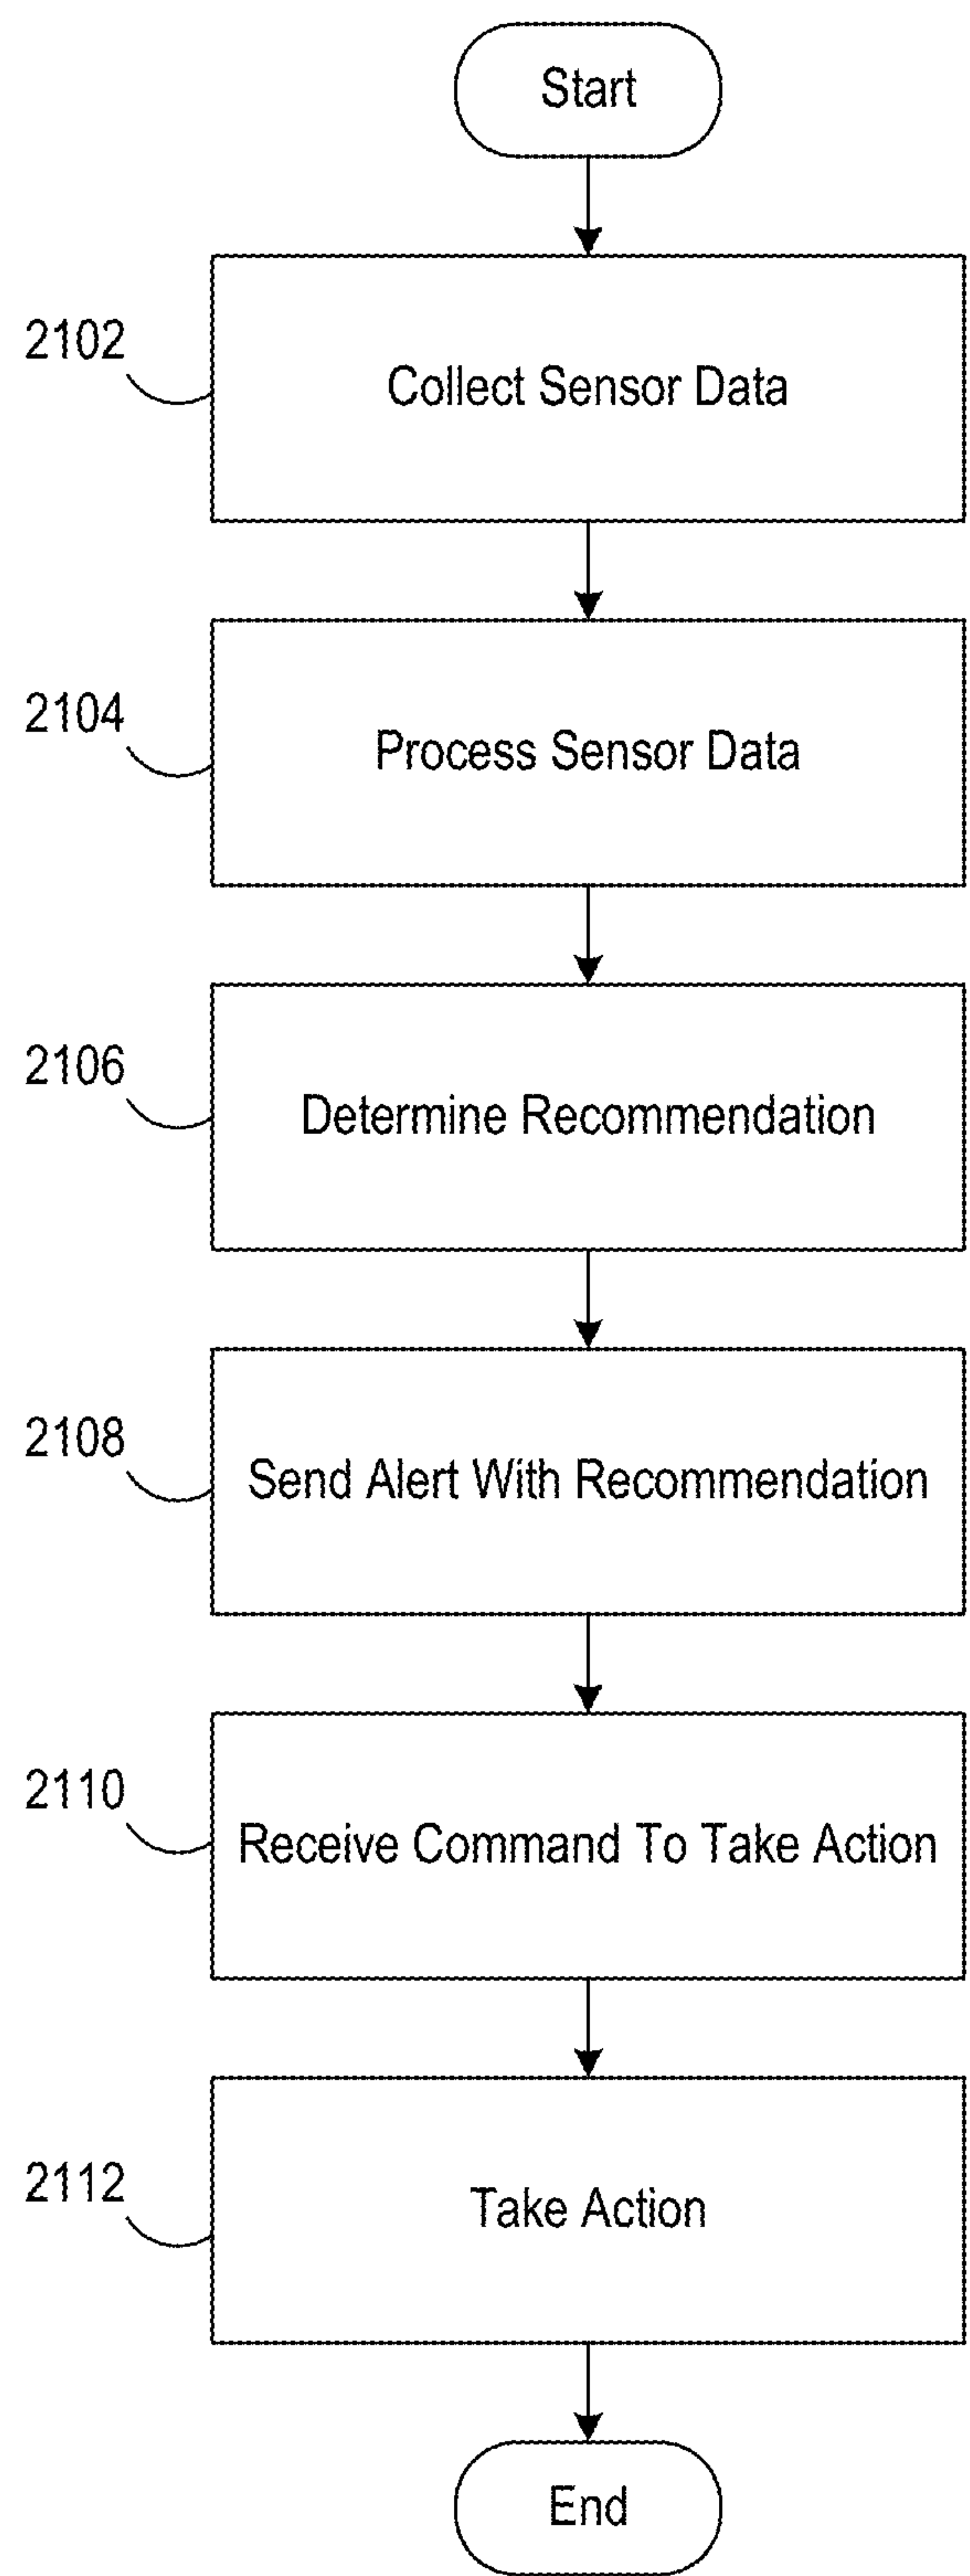 Start
2102
Collect Sensor Data
2104
Process Sensor Data
2106
Determine Recommendation
2108
Send Alert With Recommendation
2110
Receive Command To Take Action
2112
Take Action
End